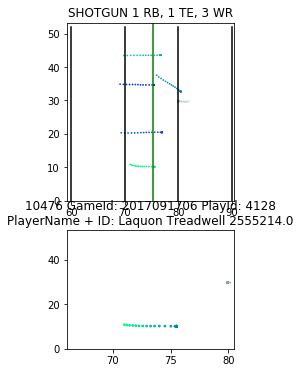 SHOTGUN 1 RB, 1 TE, 3 WR
50
40
30
20
10
0
60 70 80 90
10476 GameId: 2017091706 PlayId: 4128
PlayerName + ID: Laquon Treadwell 2555214.0
40
20
0
70 75 80